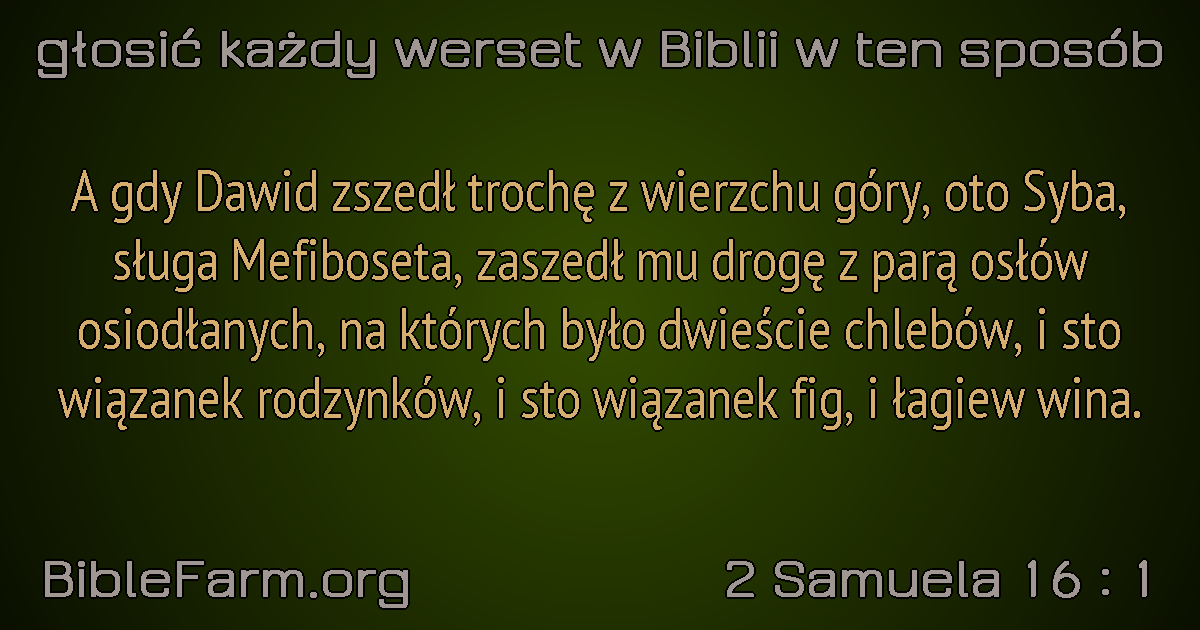 głosić każdy werset w Biblii w ten sposób
A gdy Dawid zszedł trochę z wierzchu góry, oto Syba,
sługa Mefiboseta, zaszedł mu drogę z parą osłów
osiodłanych, na których było dwieście chlebów, i sto
wiązanek rodzynków, i sto wiązanek fig, i łagiew wina.
BibleFarm.org
2 Samuela 16 : 1